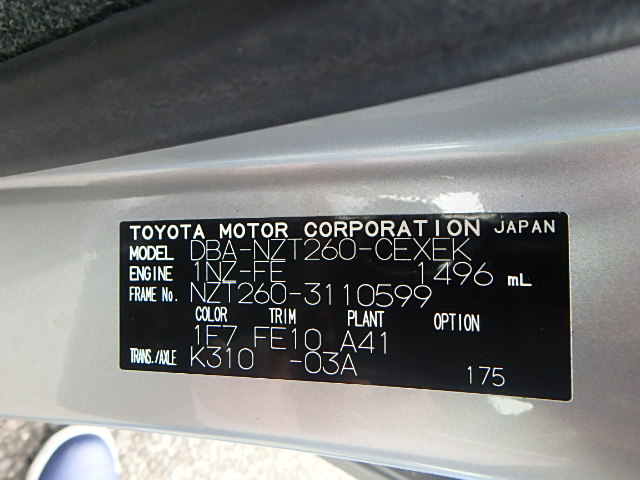 TOYOTA MOTOR CORPORATION JAPAN
MODEL DBA-NZT260-CEXEK
ENGINE 1NZ-FE 1496 mL
FRAME No. NZT260-3110599
COLOR TRIM PLANT OPTION
1F7 FE10 A41
TRANS./AXLE K310 -03A
175